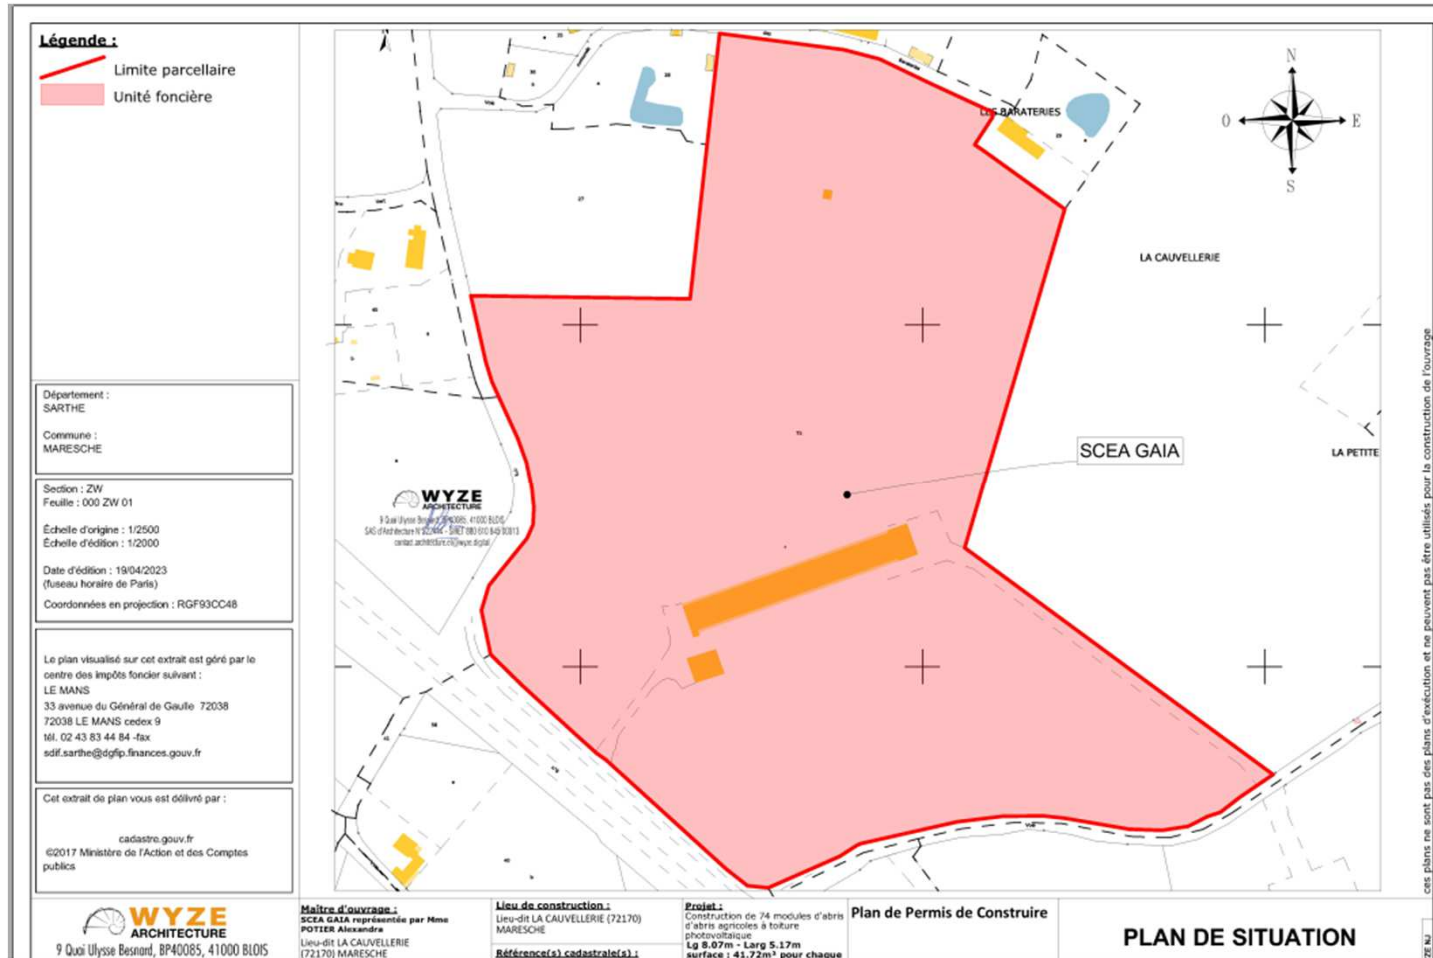 Légende :
Limite parcellaire
Unité foncière
Département :
SARTHE
Commune :
MARESCHE
Section : ZW
Feuille : 000 ZW 01
Échelle d'origine : 1/2500
Échelle d'édition : 1/2000
Date d'édition : 19/04/2023
(fuseau horaire de Paris)
Coordonnées en projection : RGF93CC48
Le plan visualisé sur cet extrait est géré par le
centre des impôts foncier suivant :
LE MANS
33 avenue du Général de Gaulle 72038
72038 LE MANS cedex 9
tél. 02 43 83 44 84 -fax
sdif.sarthe@dgfip.finances.gouv.fr
Cet extrait de plan vous est délivré par :
cadastre.gouv.fr
©2017 Ministère de l'Action et des Comptes
publics
N
O
E
S
LES BARATERIES
LA CAUVELLERIE
SCEA GAIA
LA PETITE
WYZE
ARCHITECTURE
9 Quai Ulysse Besnard, BP40085, 41000 BLOIS
WYZE
ARCHITECTURE
9 Quai Ulysse Besnard, BP40085, 41000 BLOIS
Maître d'ouvrage :
SCEA GAIA représentée par Mme
POTIER Alexandra
Lieu-dit LA CAUVELLERIE
(72170) MARESCHE
Lieu de construction :
Lieu-dit LA CAUVELLERIE (72170)
MARESCHE
Référence(s) cadastrale(s) :
Projet :
Construction de 74 modules d'abris
d'abris agricoles à toiture
photovoltaïque
Lg 8.07m - Larg 5.17m
surface : 41.72m² pour chaque
Plan de Permis de Construire
PLAN DE SITUATION
ces plans ne sont pas des plans d'exécution et ne peuvent pas être utilisés pour la construction de l'ouvrage